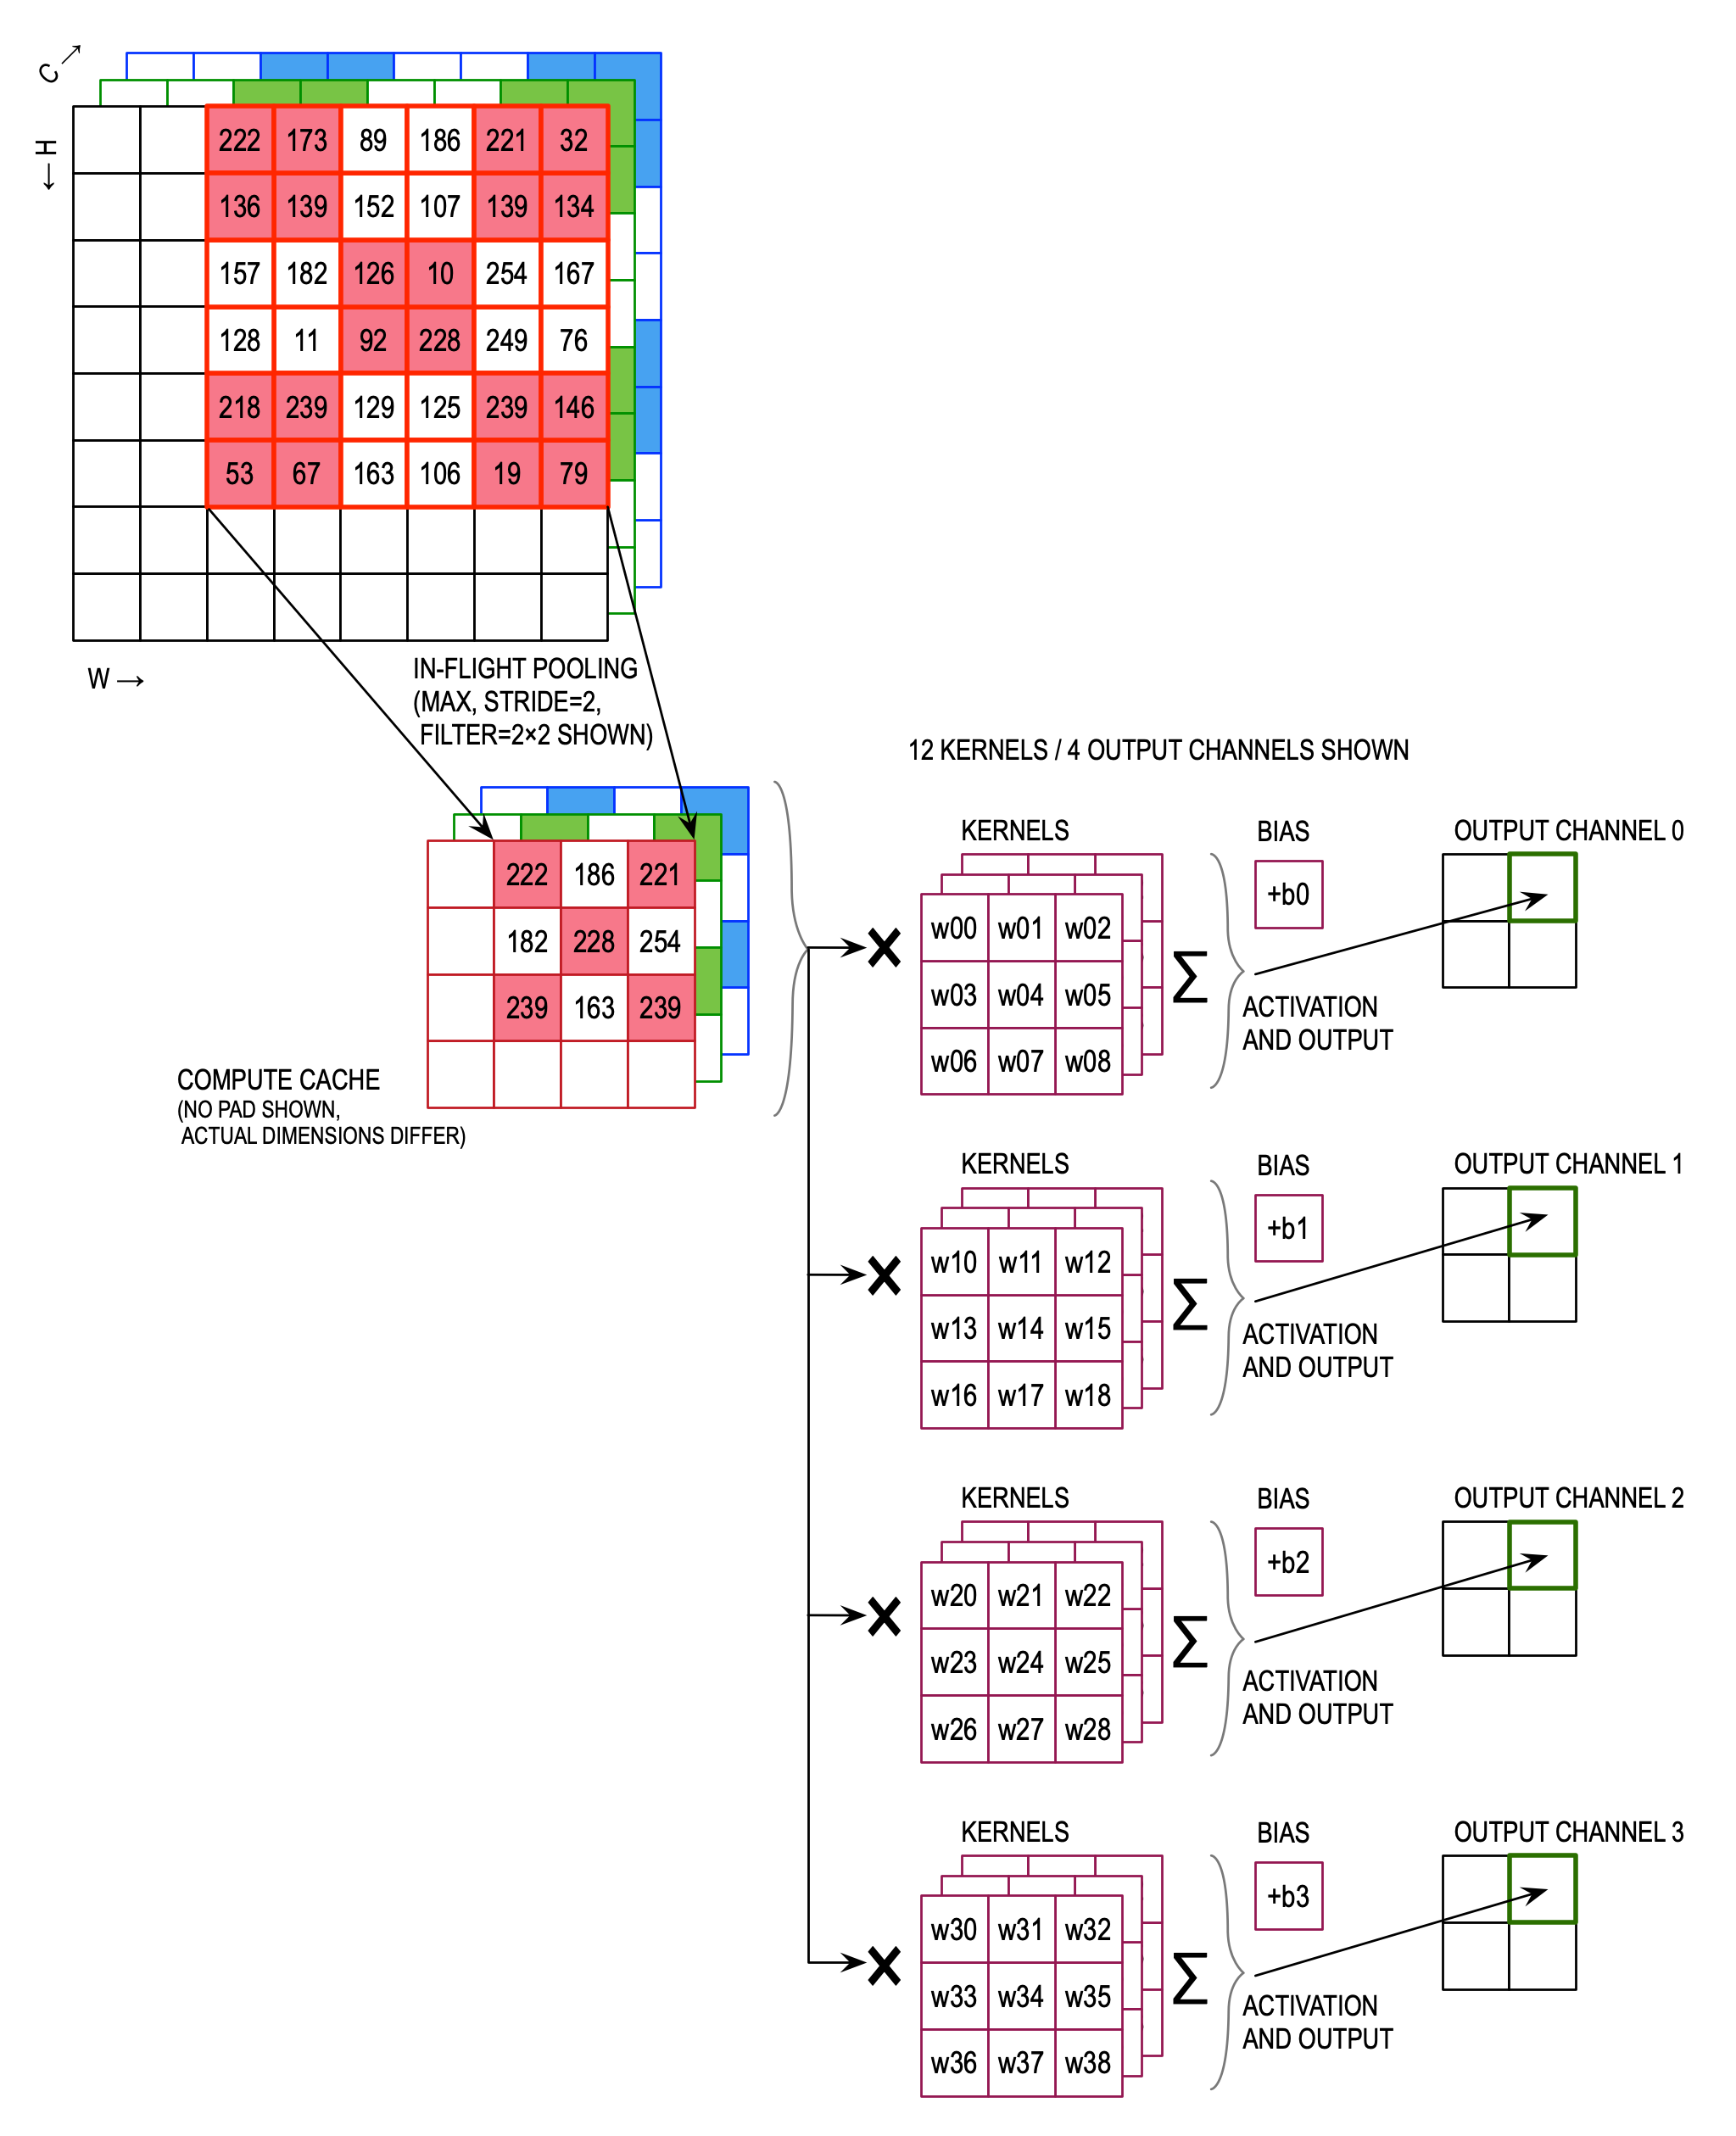 C →
H →
222 173 89 186 221 32
136 139 152 107 139 134
157 182 126 10 254 167
128 11 92 228 249 76
218 239 129 125 239 146
53 67 163 106 19 79
W →
IN-FLIGHT POOLING
(MAX, STRIDE=2,
FILTER=2×2 SHOWN)
222 186 221
182 228 254
239 163 239
COMPUTE CACHE
(NO PAD SHOWN,
ACTUAL DIMENSIONS DIFFER)
12 KERNELS / 4 OUTPUT CHANNELS SHOWN
KERNELS
×
w00 w01 w02
w03 w04 w05
w06 w07 w08
Σ
BIAS
+b0
ACTIVATION
AND OUTPUT
OUTPUT CHANNEL 0
KERNELS
×
w10 w11 w12
w13 w14 w15
w16 w17 w18
Σ
BIAS
+b1
ACTIVATION
AND OUTPUT
OUTPUT CHANNEL 1
KERNELS
×
w20 w21 w22
w23 w24 w25
w26 w27 w28
Σ
BIAS
+b2
ACTIVATION
AND OUTPUT
OUTPUT CHANNEL 2
KERNELS
×
w30 w31 w32
w33 w34 w35
w36 w37 w38
Σ
BIAS
+b3
ACTIVATION
AND OUTPUT
OUTPUT CHANNEL 3